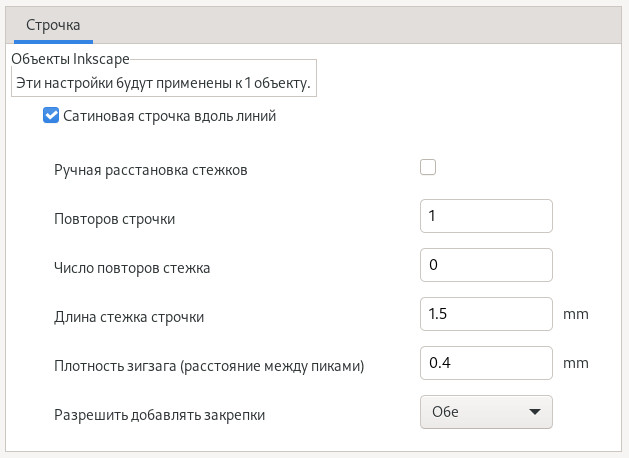 Строчка
Объекты Inkscape
Эти настройки будут применены к 1 объекту.
Сатиновая строчка вдоль линий
Ручная расстановка стежков
Повторов строчки
1
Число повторов стежка
0
Длина стежка строчки
1.5
mm
Плотность зигзага (расстояние между пиками)
0.4
mm
Разрешить добавлять закрепки
Обе